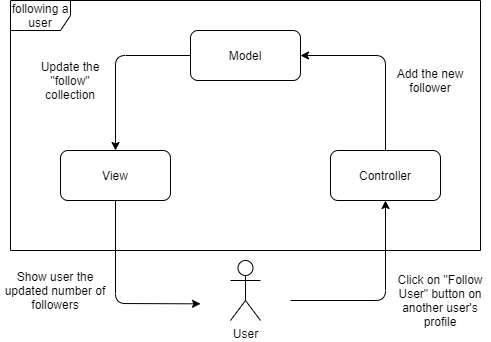 following a
user
Model
Update the
"follow"
collection
Add the new
follower
View
Controller
Show user the
updated number of
followers
Click on "Follow
User" button on
another user's
profile
User